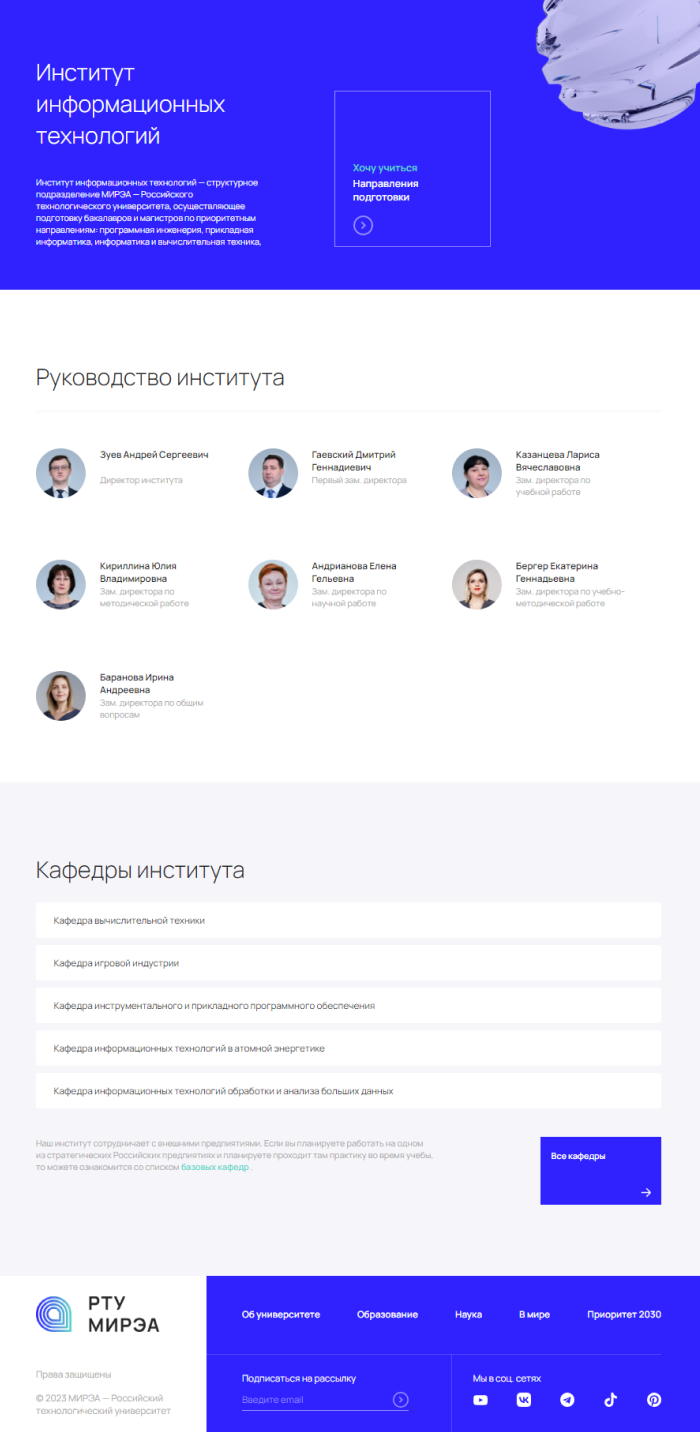 Институт
информационных
технологий
Институт информационных технологий — структурное
подразделение МИРЭА — Российского
технологического университета, осуществляющее
подготовку бакалавров и магистров по приоритетным
направлениям: программная инженерия, прикладная
информатика, информатика и вычислительная техника,
Хочу учиться
Направления
подготовки
Руководство института
Зуев Андрей Сергеевич
Директор института
Гаевский Дмитрий
Геннадиевич
Первый зам. директора
Казанцева Лариса
Вячеславовна
Зам. директора по
учебной работе
Кириллина Юлия
Владимировна
Зам. директора по
методической работе
Андрианова Елена
Гельевна
Зам. директора по
научной работе
Бергер Екатерина
Геннадьевна
Зам. директора по учебно-
методической работе
Баранова Ирина
Андреевна
Зам. директора по общим
вопросам
Кафедры института
Кафедра вычислительной техники
Кафедра игровой индустрии
Кафедра инструментального и прикладного программного обеспечения
Кафедра информационных технологий в атомной энергетике
Кафедра информационных технологий обработки и анализа больших данных
Наш институт сотрудничает с внешними предпиятиями. Если вы планируете работать на одном
из стратегических Российских предпиятиях и планируете проходит там практику во время учебы,
то можете ознакомится со списком базовых кафедр .
Все кафедры
РТУ
МИРЭА
Права защищены
© 2023 МИРЭА — Российский
технологический университет
Об университете
Образование
Наука
В мире
Приоритет 2030
Подписаться на рассылку
Введите email
Мы в соц. сетях